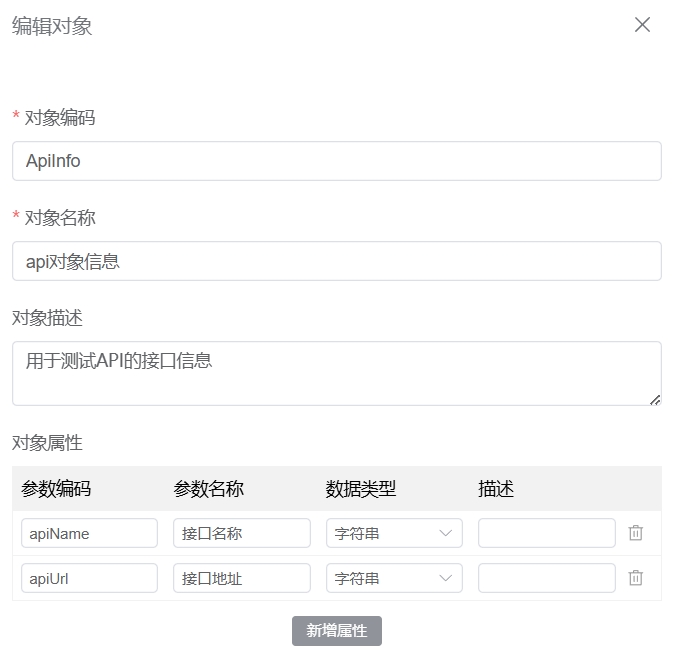 编辑对象
* 对象编码
ApiInfo
* 对象名称
api对象信息
对象描述
用于测试API的接口信息
对象属性
参数编码 参数名称 数据类型 描述
apiName 接口名称 字符串
apiUrl 接口地址 字符串
新增属性